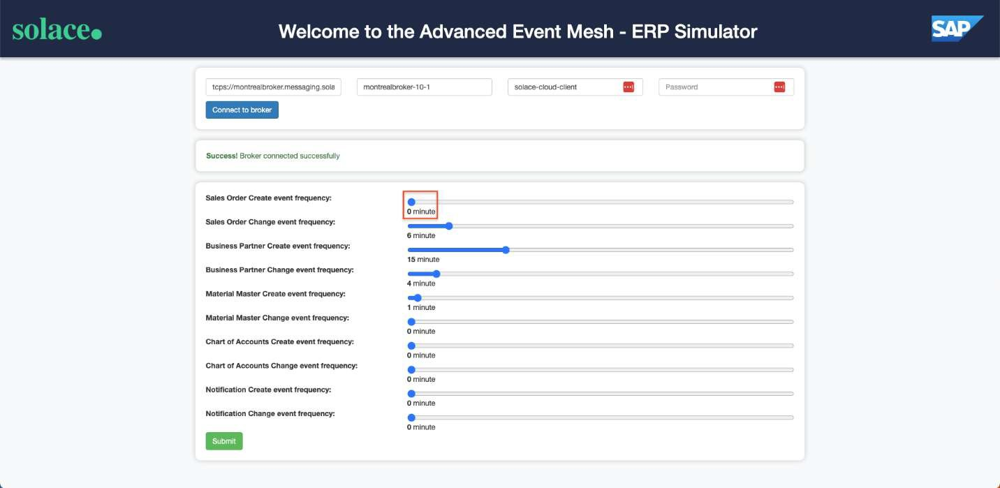 solace.
Welcome to the Advanced Event Mesh - ERP Simulator
SAP
tcps://montrealbroker.messaging.sola
montrealbroker-10-1
solace-cloud-client
Password
Connect to broker
Success! Broker connected successfully
Sales Order Create event frequency:
0 minute
Sales Order Change event frequency:
6 minute
Business Partner Create event frequency:
15 minute
Business Partner Change event frequency:
4 minute
Material Master Create event frequency:
1 minute
Material Master Change event frequency:
0 minute
Chart of Accounts Create event frequency:
0 minute
Chart of Accounts Change event frequency:
0 minute
Notification Create event frequency:
0 minute
Notification Change event frequency:
0 minute
Submit